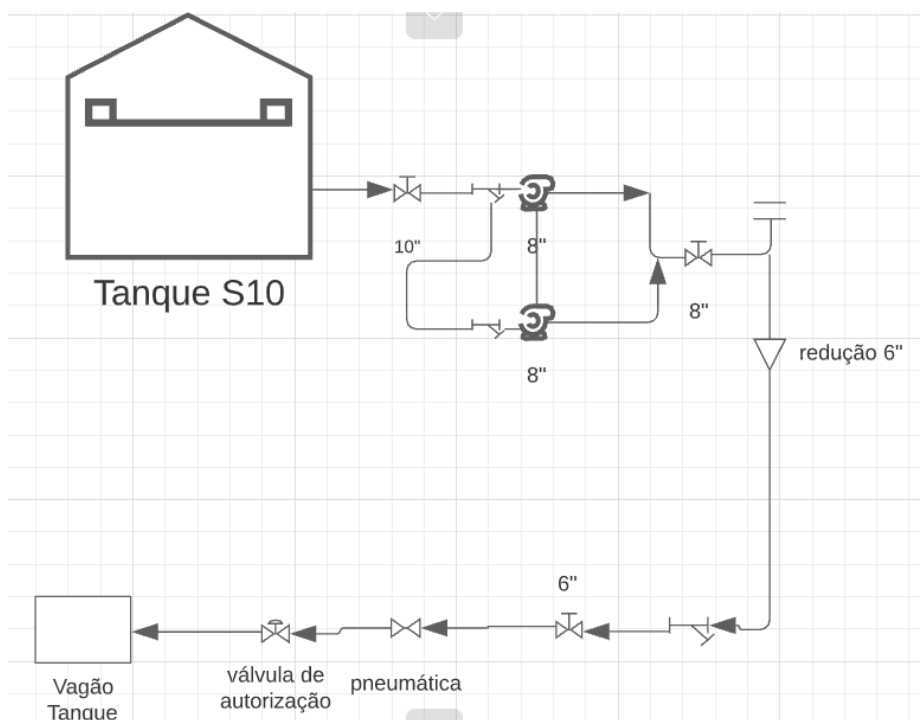 10"
8"
Tanque S10
8"
redução 6"
8"
6"
válvula de
autorização
pneumática
Vagão
Tanque